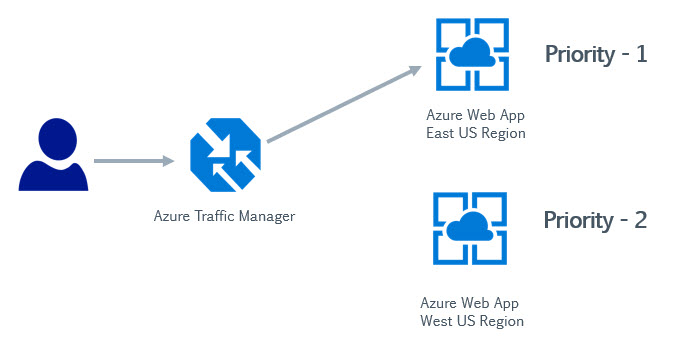 Priority - 1
Azure Web App
East US Region
Azure Traffic Manager
Priority - 2
Azure Web App
West US Region